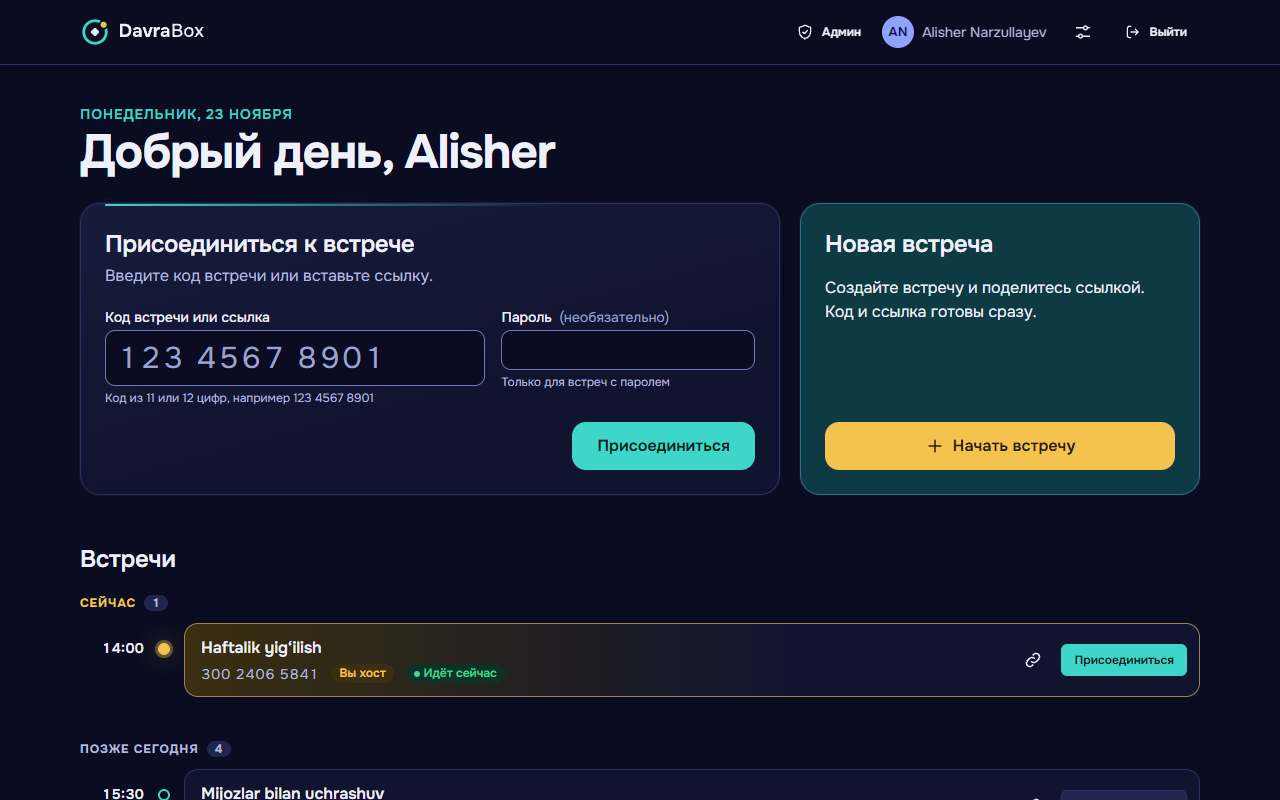 DavraBox
Админ
AN
Alisher Narzullayev
Выйти
ПОНЕДЕЛЬНИК, 23 НОЯБРЯ
Добрый день, Alisher
Присоединиться к встрече
Введите код встречи или вставьте ссылку.
Код встречи или ссылка
123 4567 8901
Код из 11 или 12 цифр, например 123 4567 8901
Пароль (необязательно)
Только для встреч с паролем
Присоединиться
Новая встреча
Создайте встречу и поделитесь ссылкой.
Код и ссылка готовы сразу.
Начать встречу
Встречи
СЕЙЧАС 1
14:00
Haftalik yig‘ilish
300 2406 5841 Вы хост Идёт сейчас
Присоединиться
ПОЗЖЕ СЕГОДНЯ 4
15:30
Mijozlar bilan uchrashuv